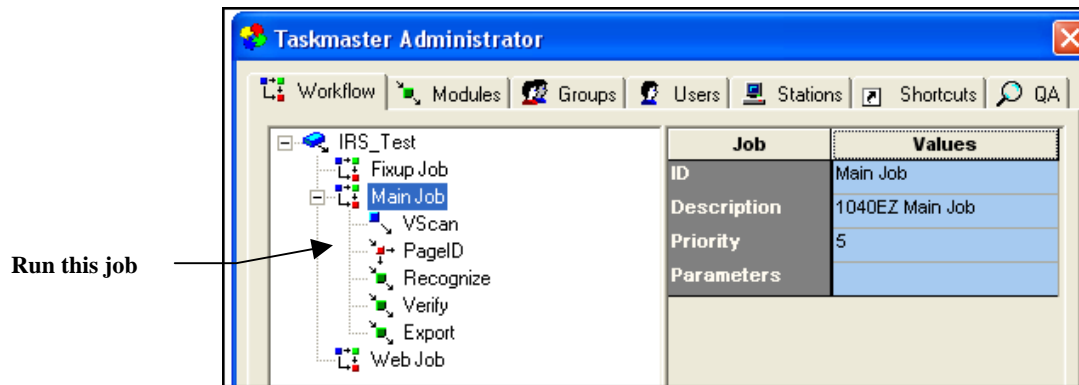 Taskmaster Administrator
Workflow Modules Groups Users Stations Shortcuts QA
IRS_Test
Fixup Job
Main Job
VScan
PageID
Recognize
Verify
Export
Web Job
Job Values
ID Main Job
Description 1040EZ Main Job
Priority 5
Parameters
Run this job